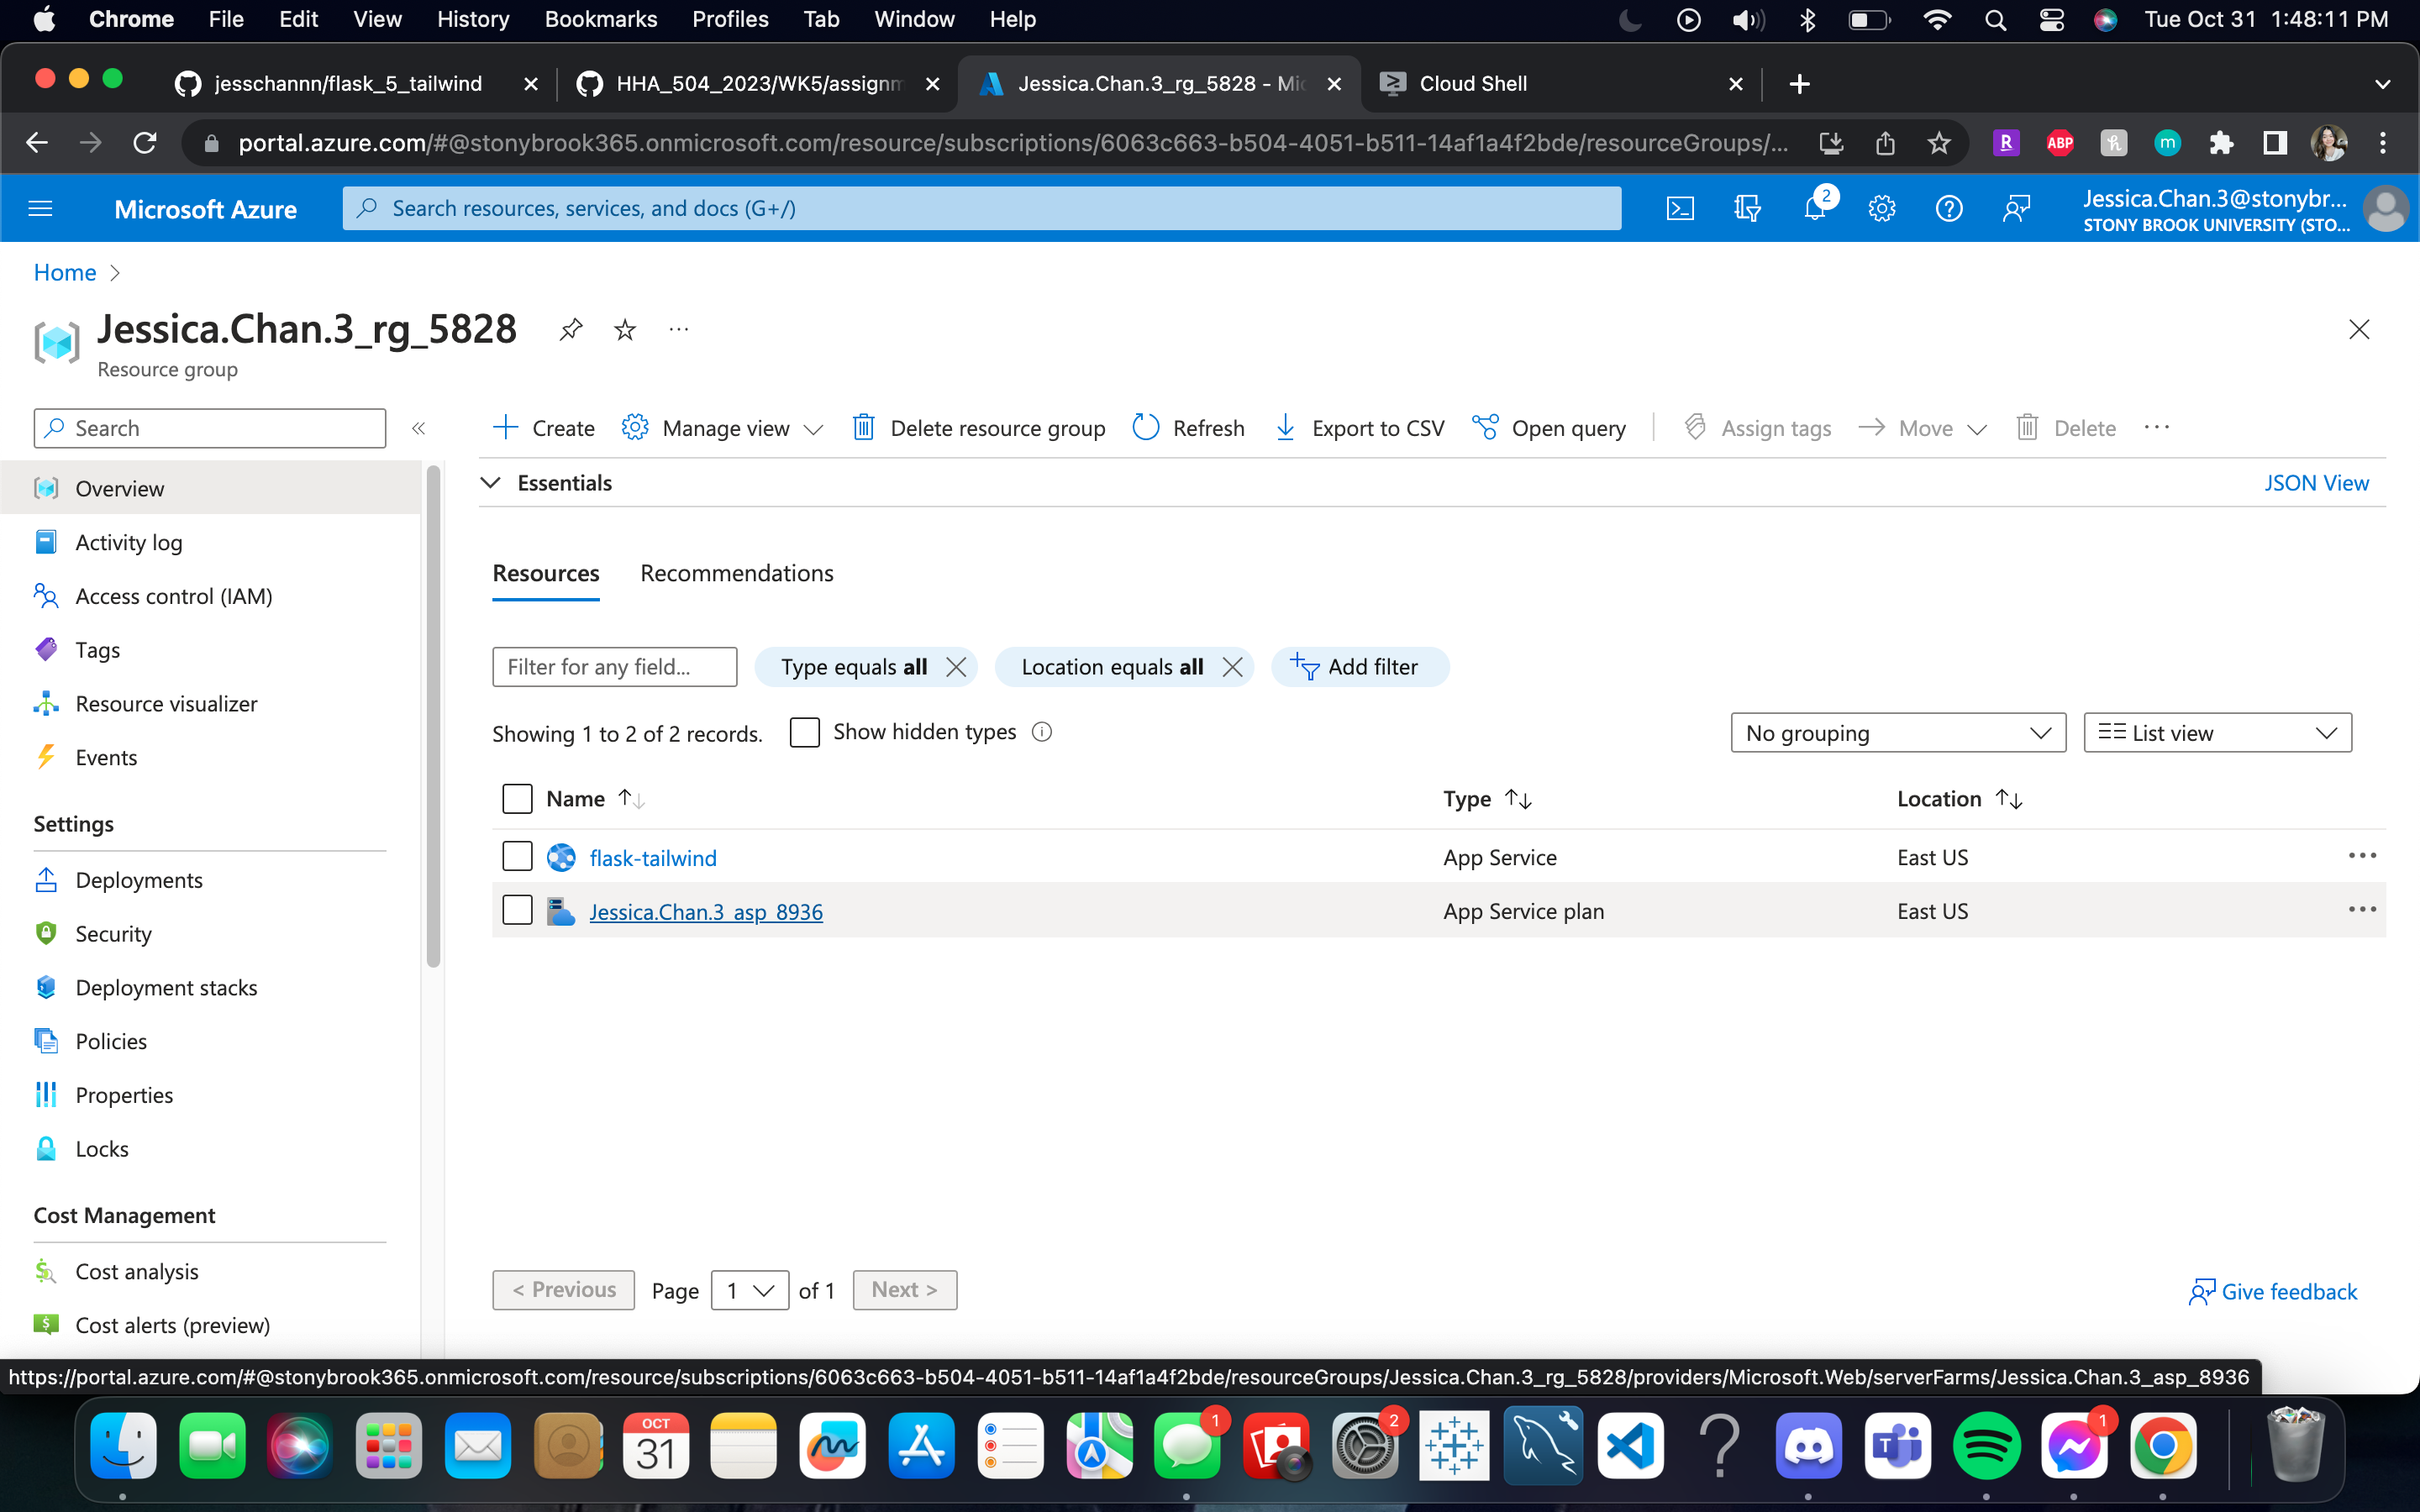 Chrome File Edit View History Bookmarks Profiles Tab Window Help Tue Oct 31 1:48:11 PM
jesschannn/flask_5_tailwind HHA_504_2023/WK5/assignm Jessica.Chan.3_rg_5828 - Mic Cloud Shell
portal.azure.com/#@stonybrook365.onmicrosoft.com/resource/subscriptions/6063c663-b504-4051-b511-14af1a4f2bde/resourceGroups/... R ABP h m
Microsoft Azure Search resources, services, and docs (G+/) 2 Jessica.Chan.3@stonybr...
STONY BROOK UNIVERSITY (STO...
Home >
Jessica.Chan.3_rg_5828 ...
Resource group
Search « Create Manage view Delete resource group Refresh Export to CSV Open query Assign tags Move Delete ...
Overview
Essentials JSON View
Activity log
Access control (IAM)
Tags
Resource visualizer
Events
Settings
Deployments
Security
Deployment stacks
Policies
Properties
Locks
Cost Management
Cost analysis
Cost alerts (preview)
Resources Recommendations
Filter for any field... Type equals all Location equals all Add filter
Showing 1 to 2 of 2 records. Show hidden types No grouping List view
Name Type Location
flask-tailwind App Service East US ...
Jessica.Chan.3_asp_8936 App Service plan East US ...
< Previous Page 1 of 1 Next > Give feedback
https://portal.azure.com/#@stonybrook365.onmicrosoft.com/resource/subscriptions/6063c663-b504-4051-b511-14af1a4f2bde/resourceGroups/Jessica.Chan.3_rg_5828/providers/Microsoft.Web/serverFarms/Jessica.Chan.3_asp_8936
OCT
31
1
2
?
T
1